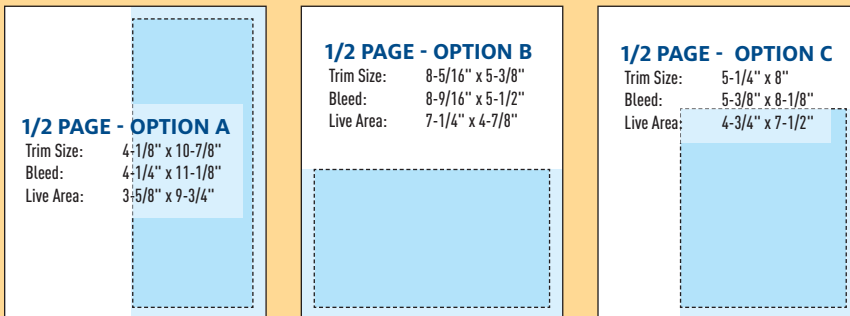 1/2 PAGE - OPTION A
Trim Size: 4-1/8" x 10-7/8"
Bleed: 4-1/4" x 11-1/8"
Live Area: 3-5/8" x 9-3/4"
1/2 PAGE - OPTION B
Trim Size: 8-5/16" x 5-3/8"
Bleed: 8-9/16" x 5-1/2"
Live Area: 7-1/4" x 4-7/8"
1/2 PAGE - OPTION C
Trim Size: 5-1/4" x 8"
Bleed: 5-3/8" x 8-1/8"
Live Area: 4-3/4" x 7-1/2"